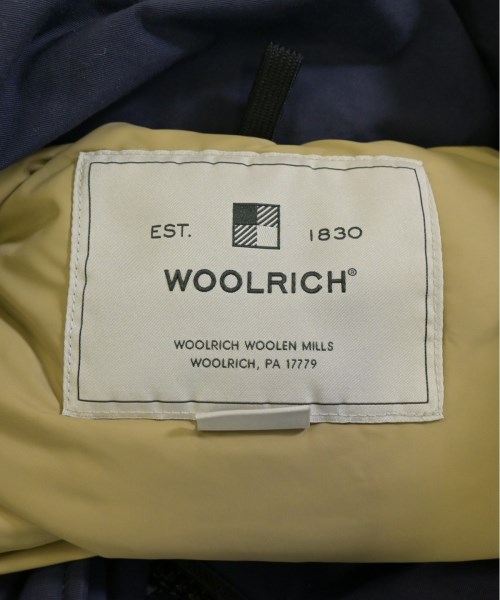 EST. 1830
WOOLRICH®
WOOLRICH WOOLEN MILLS
WOOLRICH, PA 17779